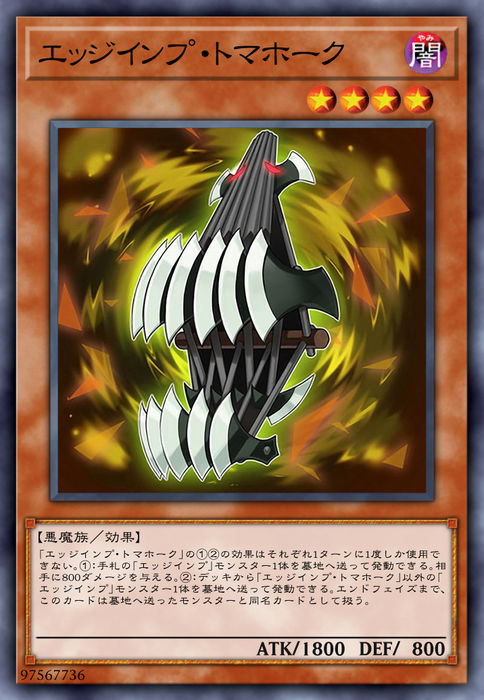 エッジインプ・トマホーク
やみ
闇
【悪魔族／効果】
「エッジインプ・トマホーク」の①②の効果はそれぞれ1ターンに1度しか使用で
きない。①:手札の「エッジインプ」モンスター1体を墓地へ送って発動できる。相
手に800ダメージを与える。②:デッキから「エッジインプ・トマホーク」以外の「エ
ッジインプ」モンスター1体を墓地へ送って発動できる。エンドフェイズまで、
このカードは墓地へ送ったモンスターと同名カードとして扱う。
ATK/1800 DEF/ 800
97567736